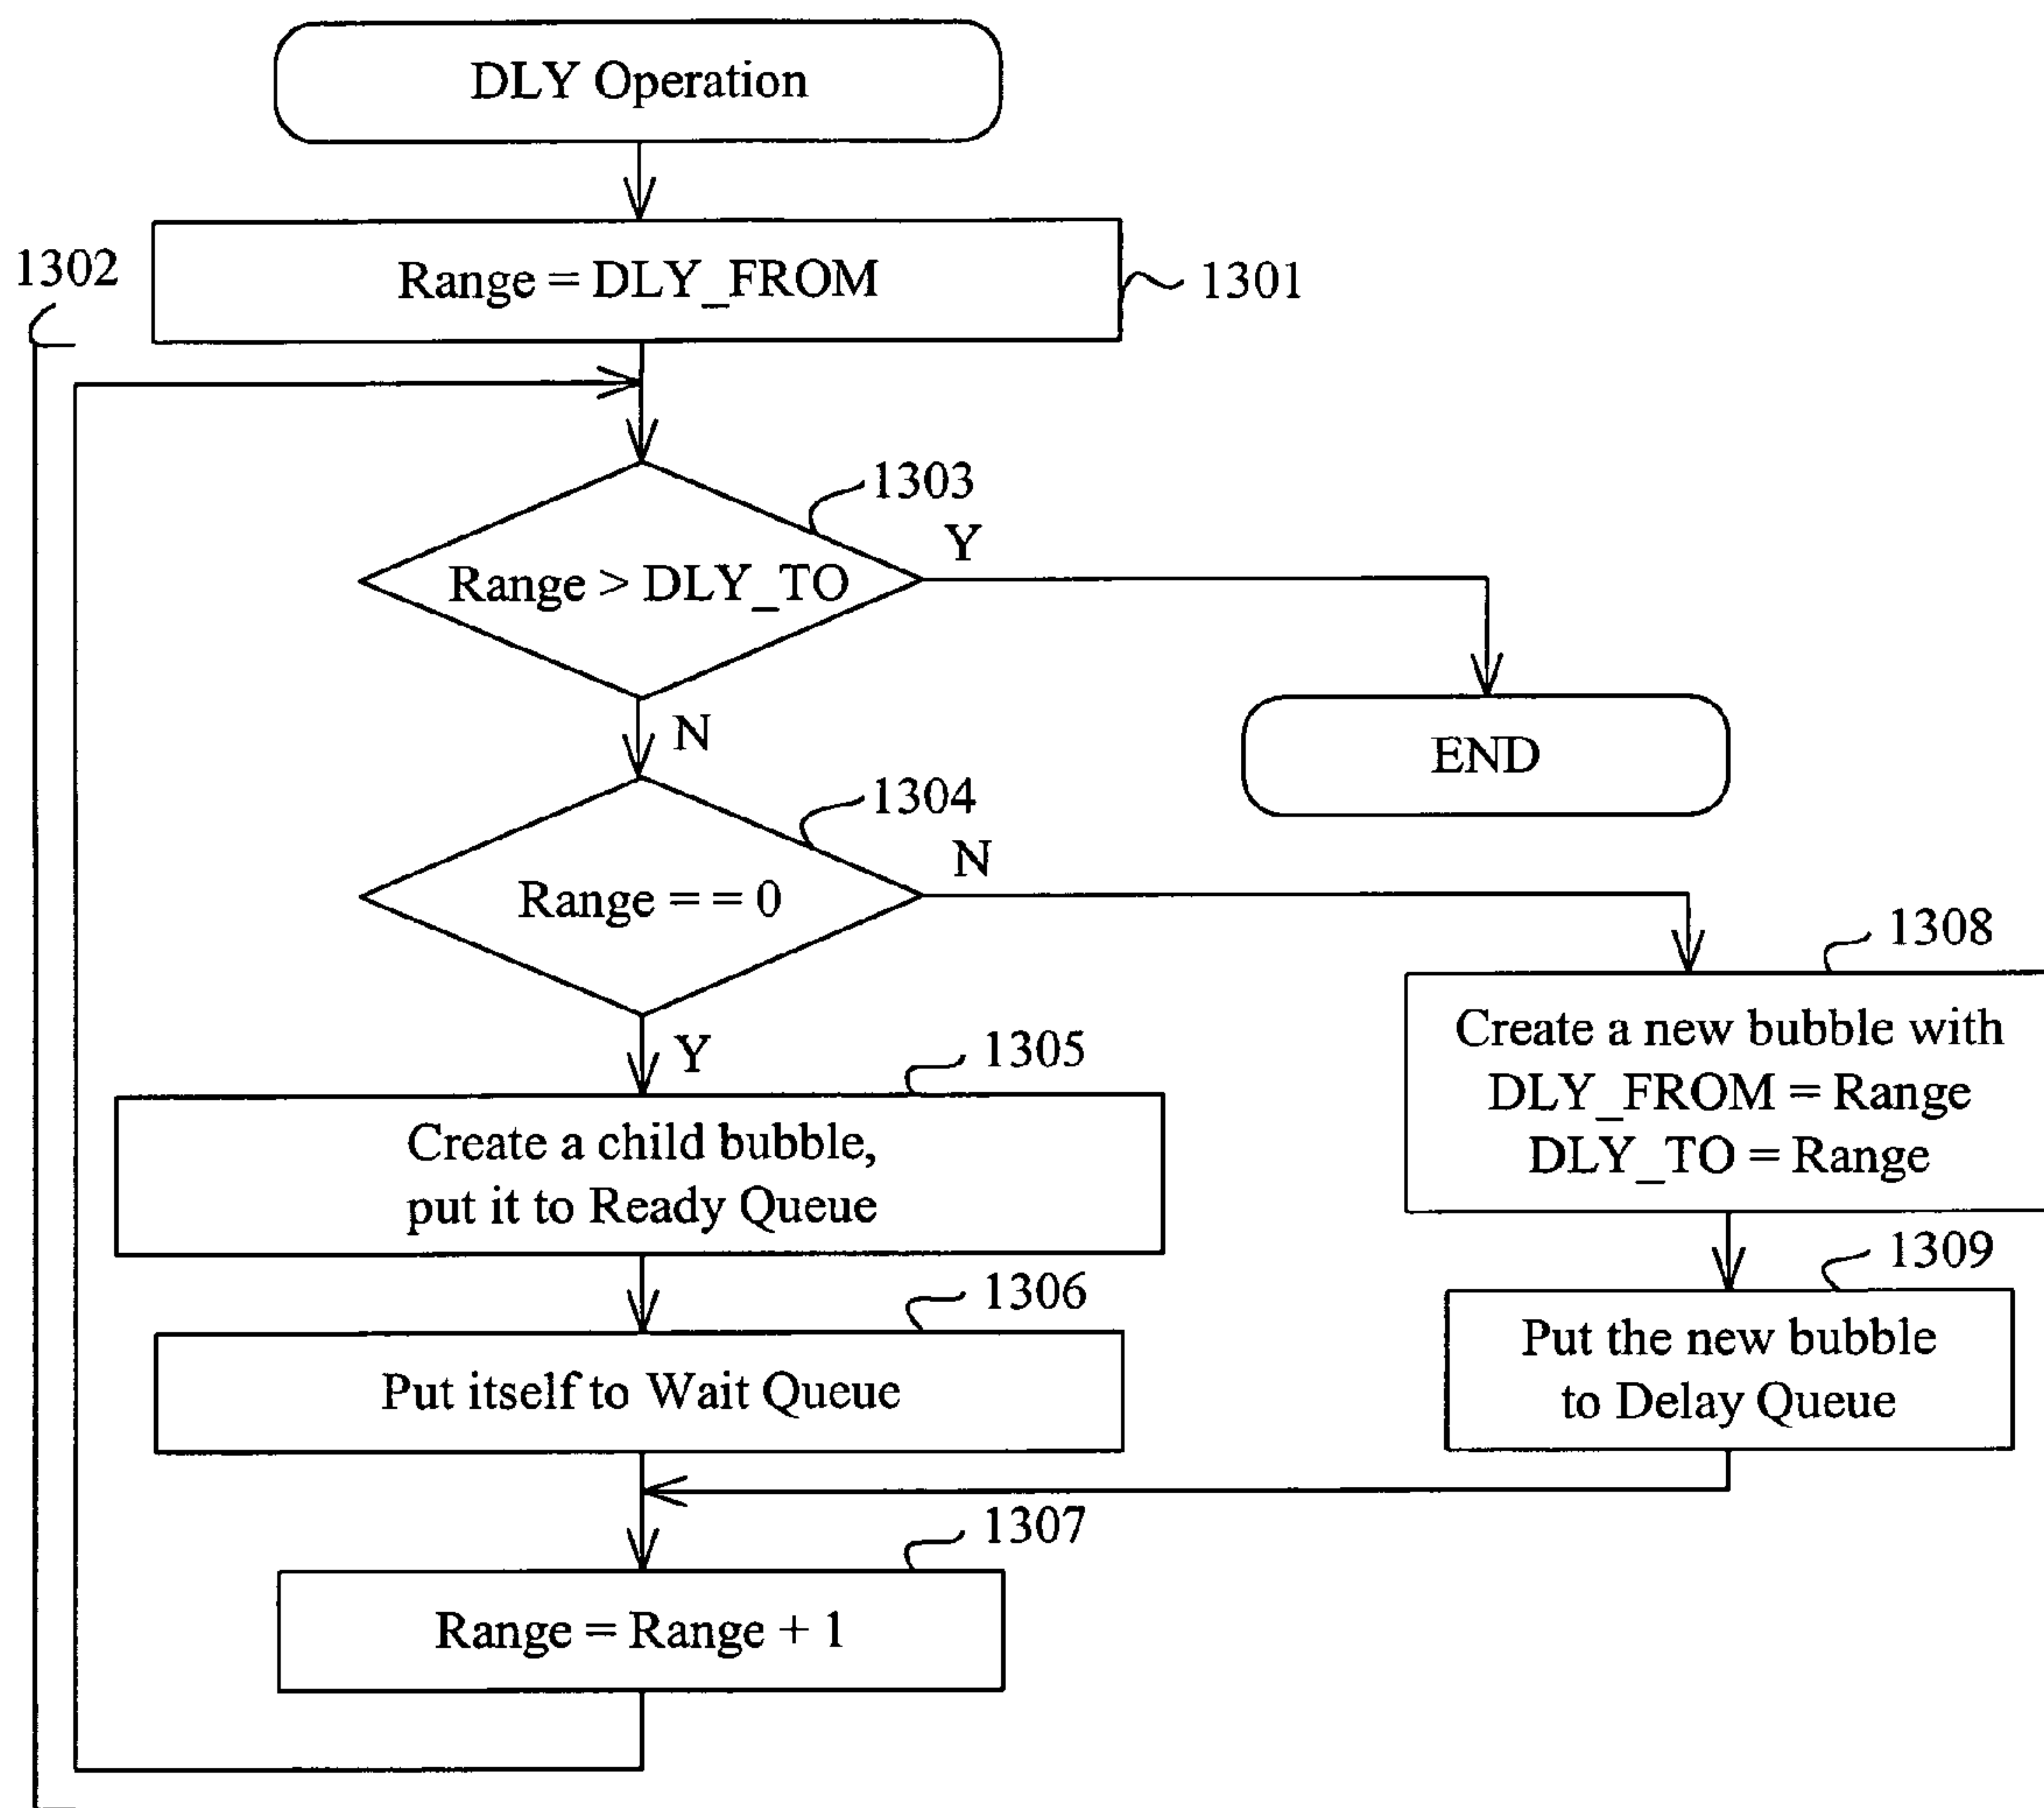 DLY Operation
1302
Range = DLY_FROM
1301
1303
Y
Range > DLY_TO
N
END
1304
N
Range = = 0
1308
Y
1305
Create a new bubble with
DLY_FROM = Range
DLY_TO = Range
Create a child bubble,
put it to Ready Queue
1306
1309
Put itself to Wait Queue
Put the new bubble
to Delay Queue
1307
Range = Range + 1